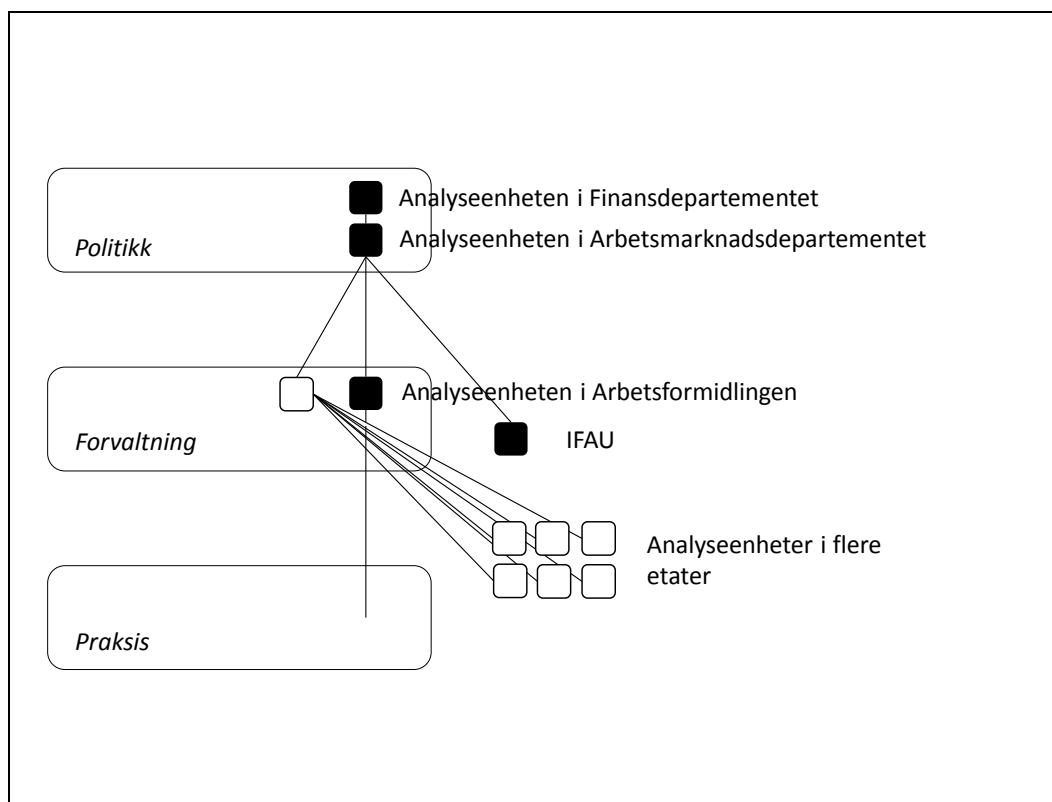 Analyseenheten i Finansdepartementet
Analyseenheten i Arbetsmarknadsdepartementet
Politikk
Analyseenheten i Arbetsformidlingen
Forvaltning
IFAU
Analyseenheter i flere
etater
Praksis